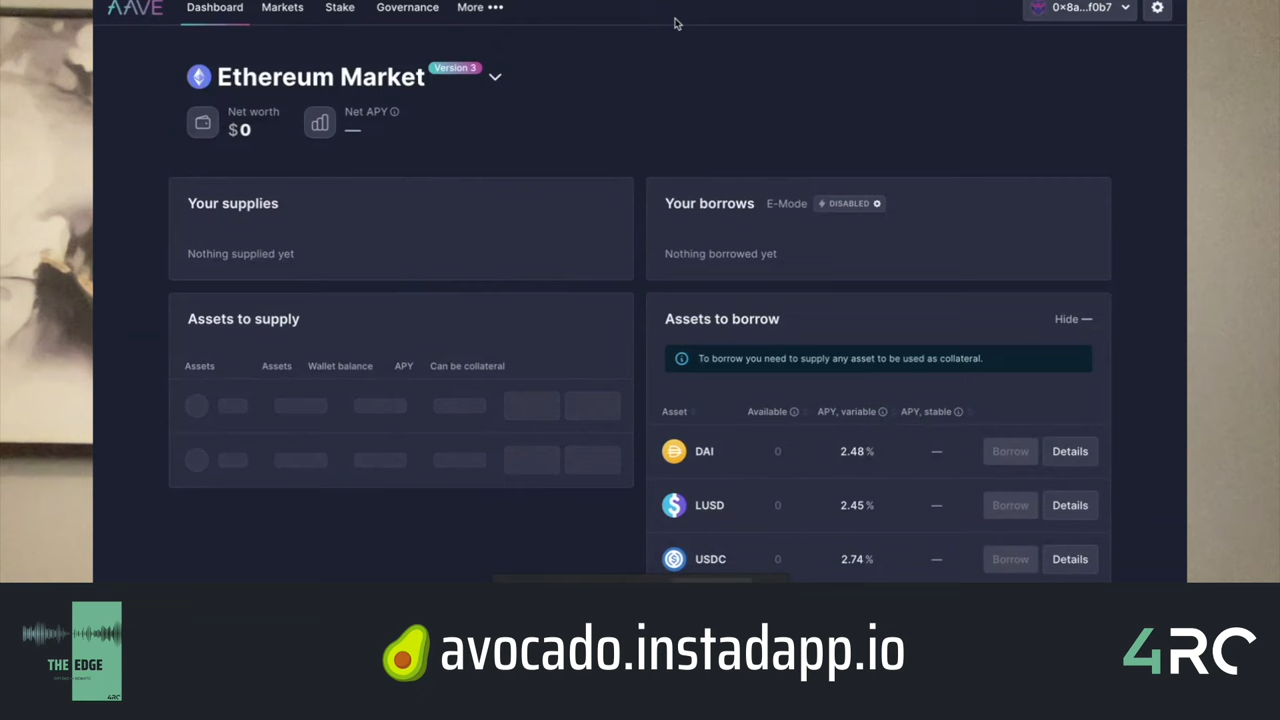 AAVE
Dashboard Markets Stake Governance More •••
0x8a...f0b7
Ethereum Market Version 3
Net worth
$0
Net APY
—
Your supplies
Nothing supplied yet
Your borrows E-Mode DISABLED
Nothing borrowed yet
Assets to supply
Assets Assets Wallet balance APY Can be collateral
Assets to borrow Hide —
To borrow you need to supply any asset to be used as collateral.
Asset Available APY, variable APY, stable
DAI 0 2.48% — Borrow Details
LUSD 0 2.45% — Borrow Details
USDC 0 2.74% — Borrow Details
THE EDGE
4RC
avocado.instadapp.io
4RC